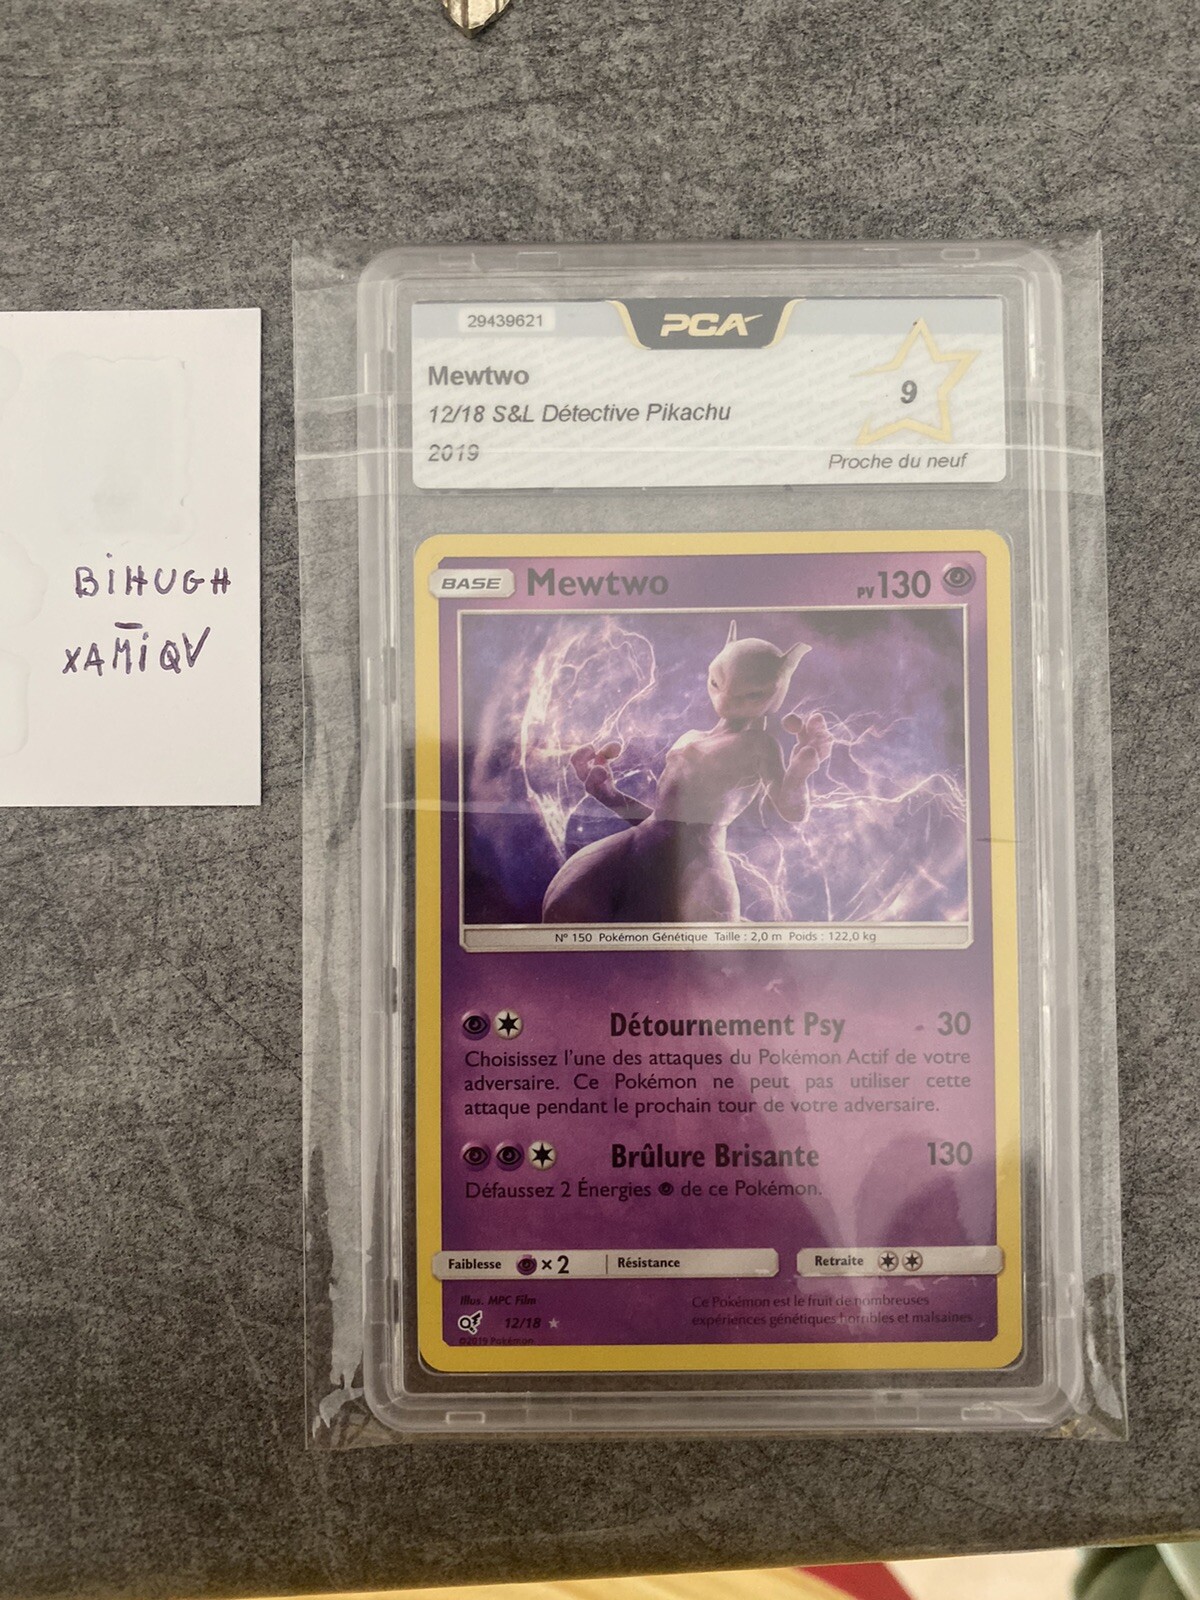 29439621
PCA
Mewtwo
12/18 S&L Détective Pikachu
9
2019
Proche du neuf
BiHUGH
–
XAMiQV
BASE Mewtwo PV 130
N° 150 Pokémon Génétique Taille : 2,0 m Poids : 122,0 kg
Détournement Psy 30
Choisissez l'une des attaques du Pokémon Actif de votre
adversaire. Ce Pokémon ne peut pas utiliser cette
attaque pendant le prochain tour de votre adversaire.
Brûlure Brisante 130
Défaussez 2 Énergies de ce Pokémon.
Faiblesse ×2 Résistance Retraite
Illus. MPC Film
12/18
©2019 Pokémon
Ce Pokémon est le fruit de nombreuses
expériences génétiques horribles et malsaines